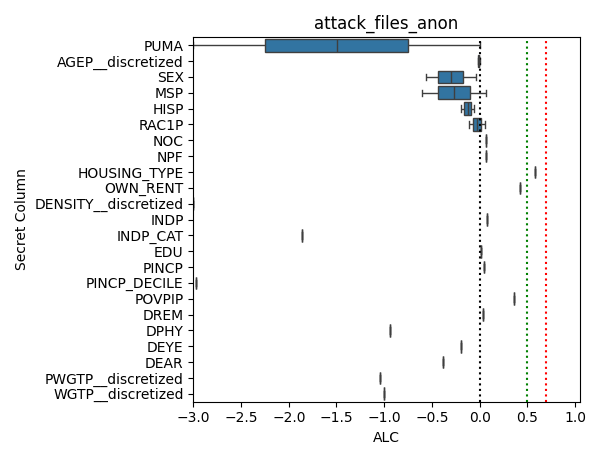 attack_files_anon
PUMA
AGEP__discretized
SEX
MSP
HISP
RAC1P
NOC
NPF
HOUSING_TYPE
OWN_RENT
DENSITY__discretized
INDP
INDP_CAT
EDU
PINCP
PINCP_DECILE
POVPIP
DREM
DPHY
DEYE
DEAR
PWGTP__discretized
WGTP__discretized
Secret Column
−3.0 −2.5 −2.0 −1.5 −1.0 −0.5 0.0 0.5 1.0
ALC